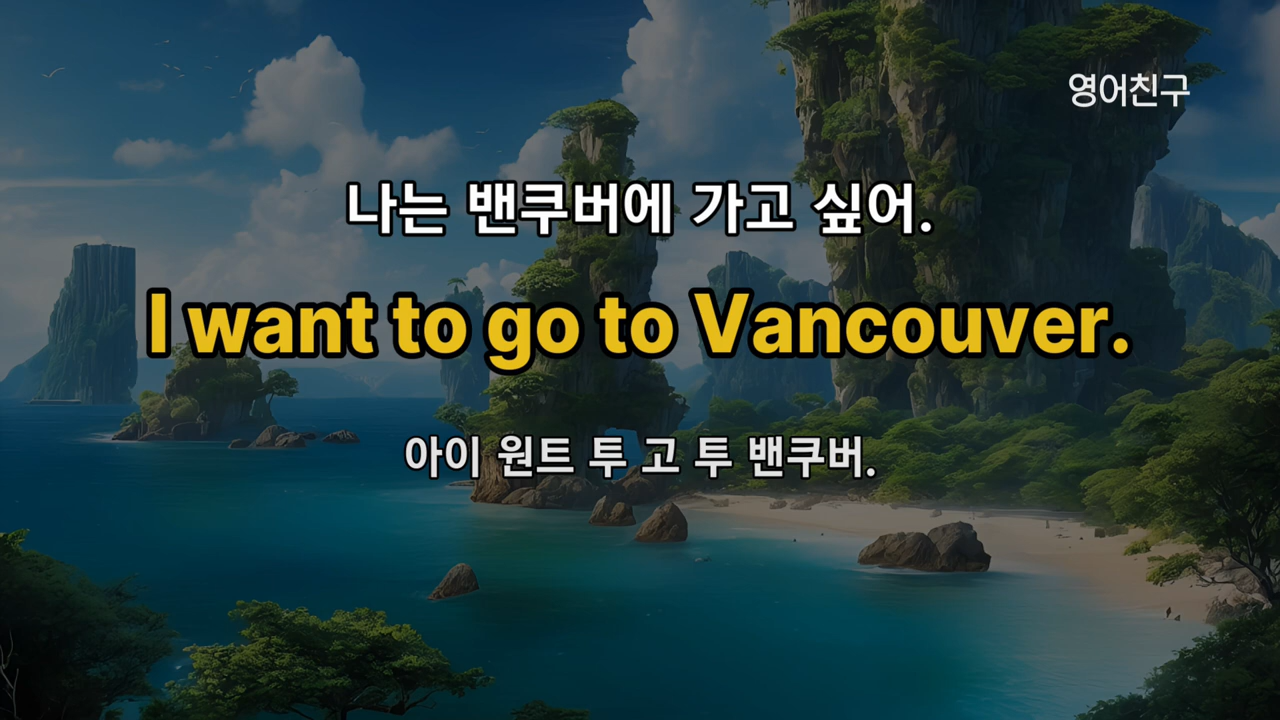 영어친구
나는 밴쿠버에 가고 싶어.
I want to go to Vancouver.
아이 원트 투 고 투 밴쿠버.